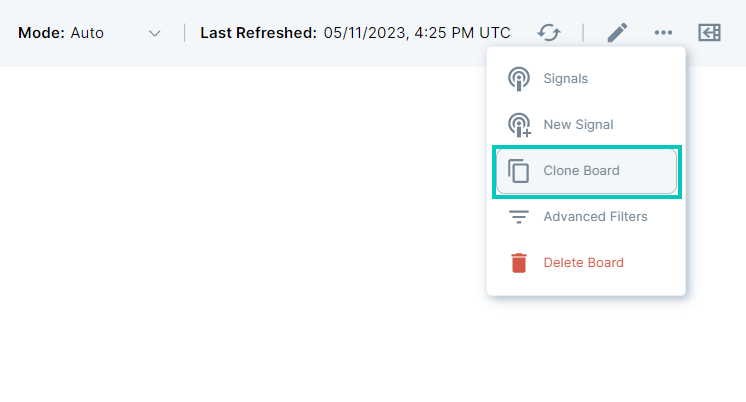 Mode: Auto Last Refreshed: 05/11/2023, 4:25 PM UTC
Signals
New Signal
Clone Board
Advanced Filters
Delete Board